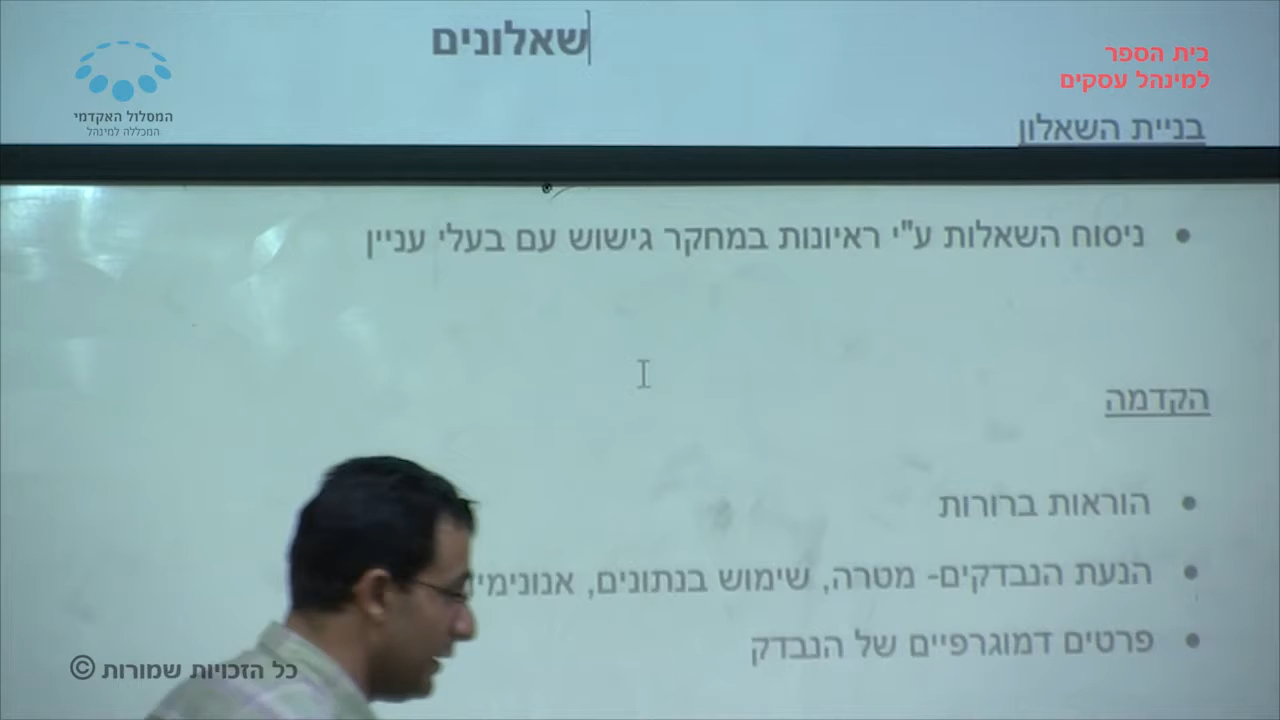 שאלונים
בית הספר
למינהל עסקים
המסלול האקדמי
המכללה למינהל
בניית השאלון
• ניסוח השאלות ע"י ראיונות במחקר גישוש עם בעלי עניין
הקדמה
• הוראות ברורות
• הנעת הנבדקים- מטרה, שימוש בנתונים,
• פרטים דמוגרפיים של הנבדק
כל הזכויות שמורות ©